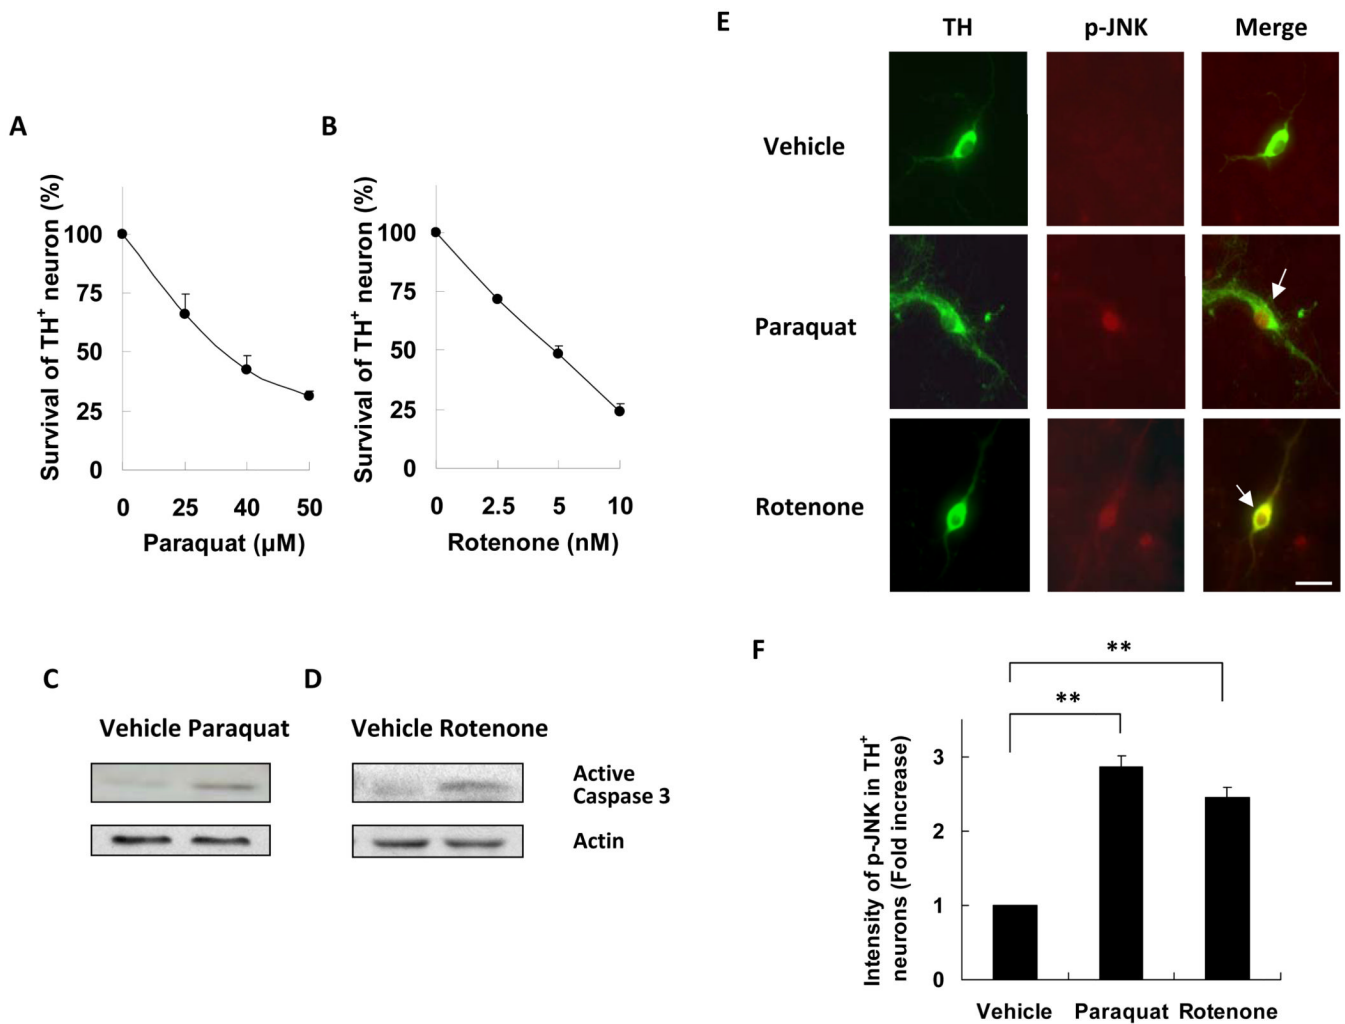 A
Survival of TH+ neuron (%)
100
75
50
25
0
0 25 40 50
Paraquat (µM)
B
Survival of TH+ neuron (%)
100
75
50
25
0
0 2.5 5 10
Rotenone (nM)
C
Vehicle Paraquat
D
Vehicle Rotenone
Active
Caspase 3
Actin
E
TH p-JNK Merge
Vehicle
Paraquat
Rotenone
F
**
**
Intensity of p-JNK in TH+
neurons (Fold increase)
3
2
1
0
Vehicle Paraquat Rotenone